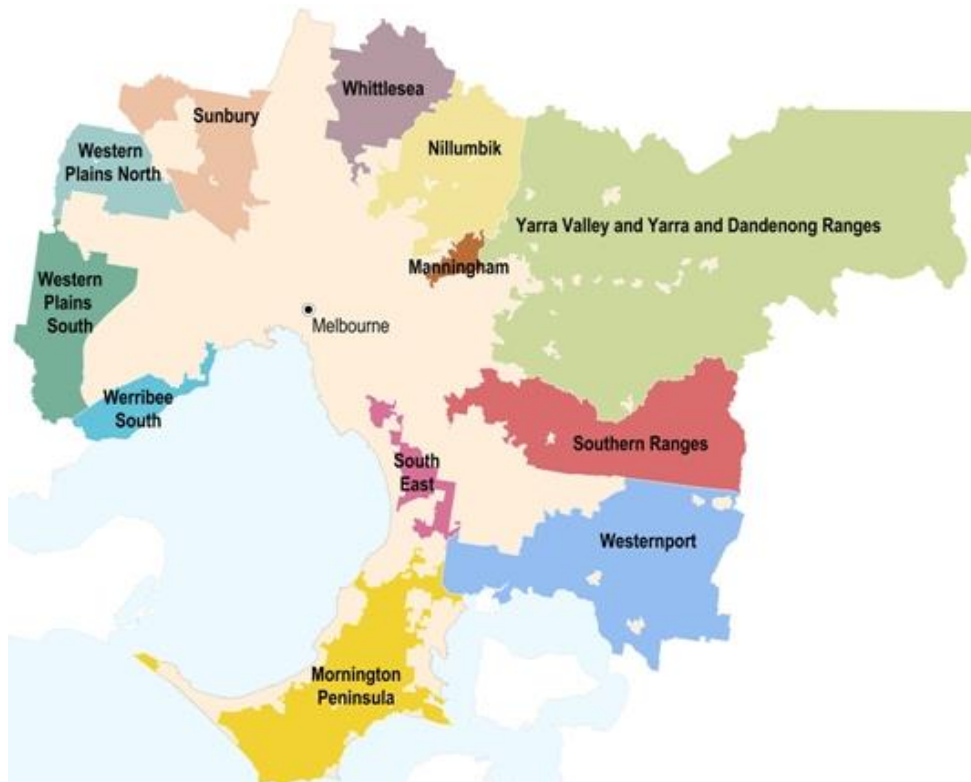 Whittlesea
Sunbury
Nillumbik
Western
Plains North
Yarra Valley and Yarra and Dandenong Ranges
Manningham
Western
Plains
South
Melbourne
Werribee
South
Southern Ranges
South
East
Westernport
Mornington
Peninsula